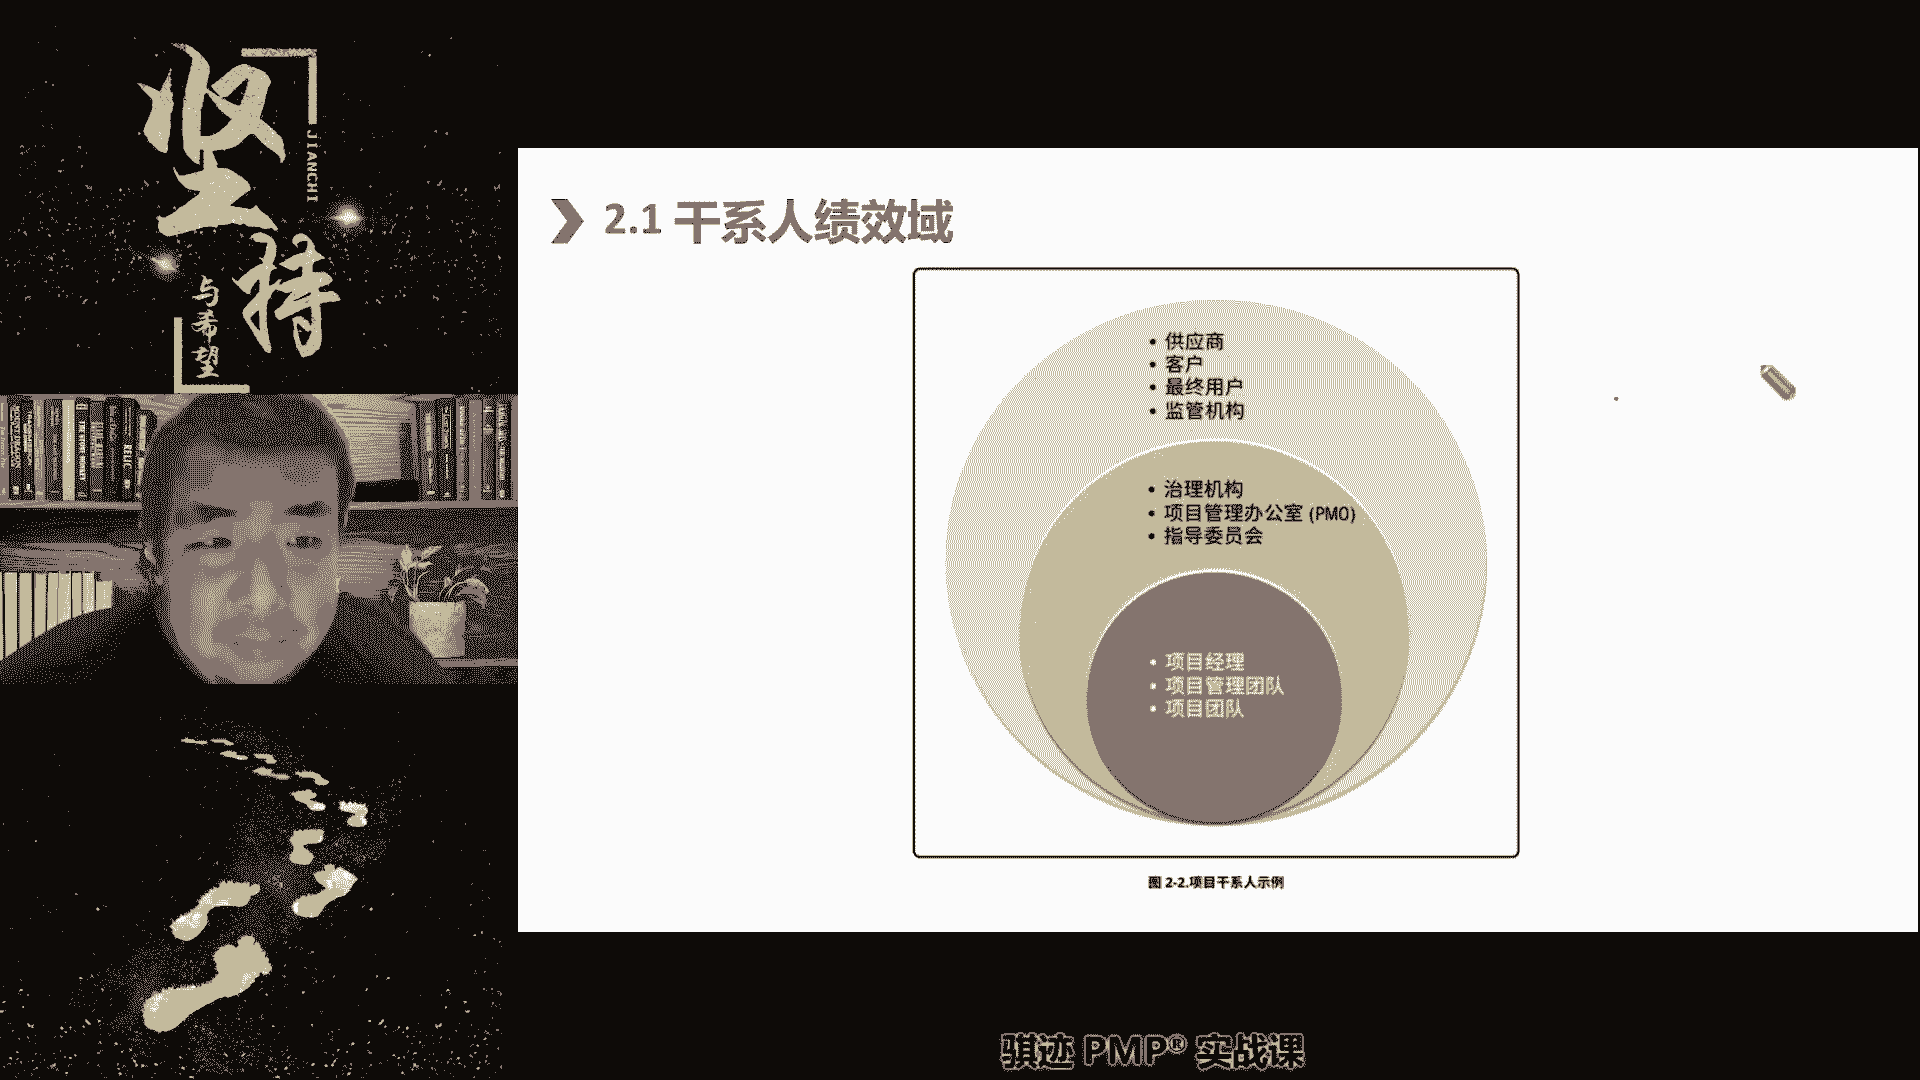 坚持
JIANCHI
与希望
2.1 干系人绩效域
• 供应商
• 客户
• 最终用户
• 监管机构
• 治理机构
• 项目管理办公室 (PMO)
• 指导委员会
• 项目经理
• 项目管理团队
• 项目团队
图 2-2.项目干系人示例
骐迹 PMP® 实战课